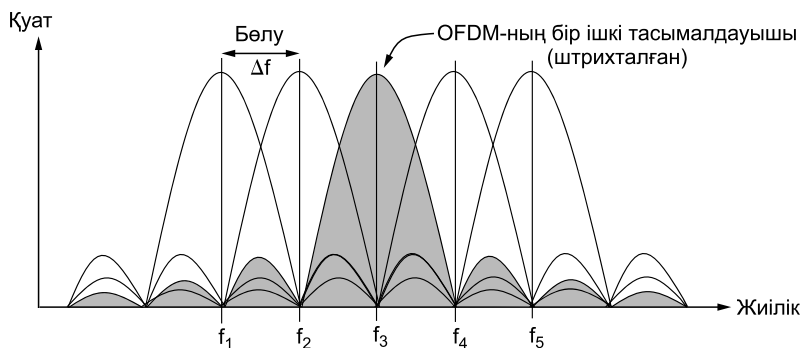 Қуат
Бөлу
Δf
OFDM-ның бір ішкі тасымалдауышы
(штрихталған)
Жиілік
f1 f2 f3 f4 f5